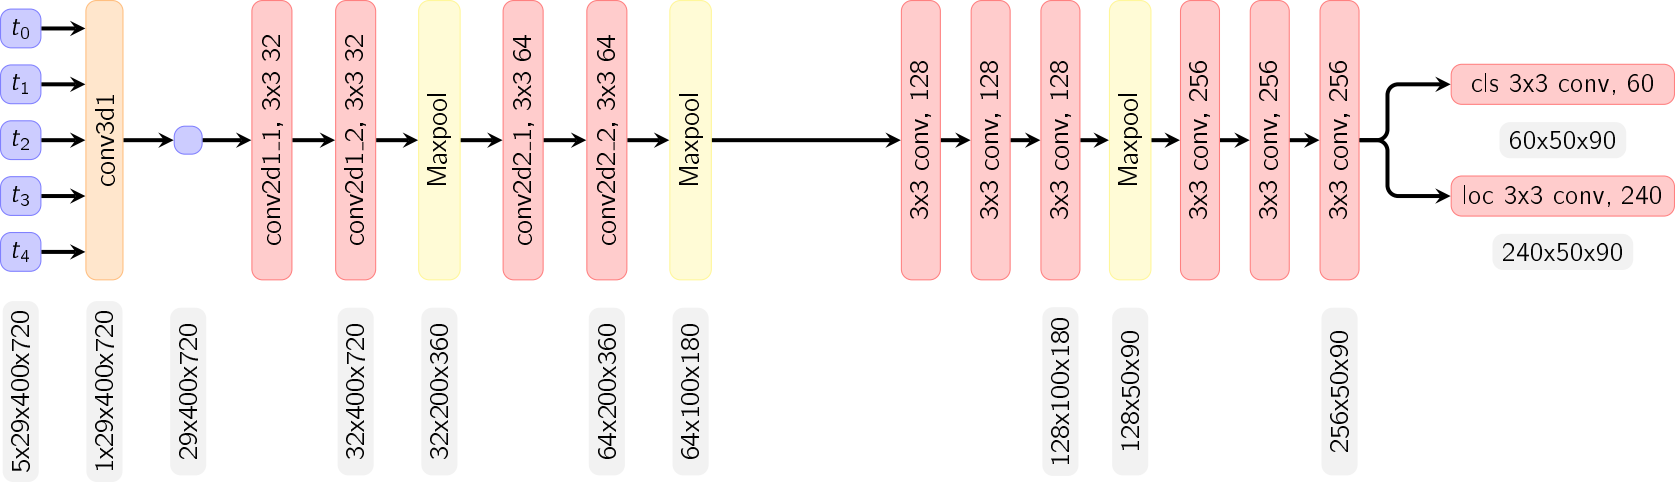 t0
t1
t2
t3
t4
conv3d1
conv2d1_1, 3x3 32
conv2d1_2, 3x3 32
Maxpool
conv2d2_1, 3x3 64
conv2d2_2, 3x3 64
Maxpool
3x3 conv, 128
3x3 conv, 128
3x3 conv, 128
Maxpool
3x3 conv, 256
3x3 conv, 256
3x3 conv, 256
cls 3x3 conv, 60
60x50x90
loc 3x3 conv, 240
240x50x90
5x29x400x720
1x29x400x720
29x400x720
32x400x720
32x200x360
64x200x360
64x100x180
128x100x180
128x50x90
256x50x90